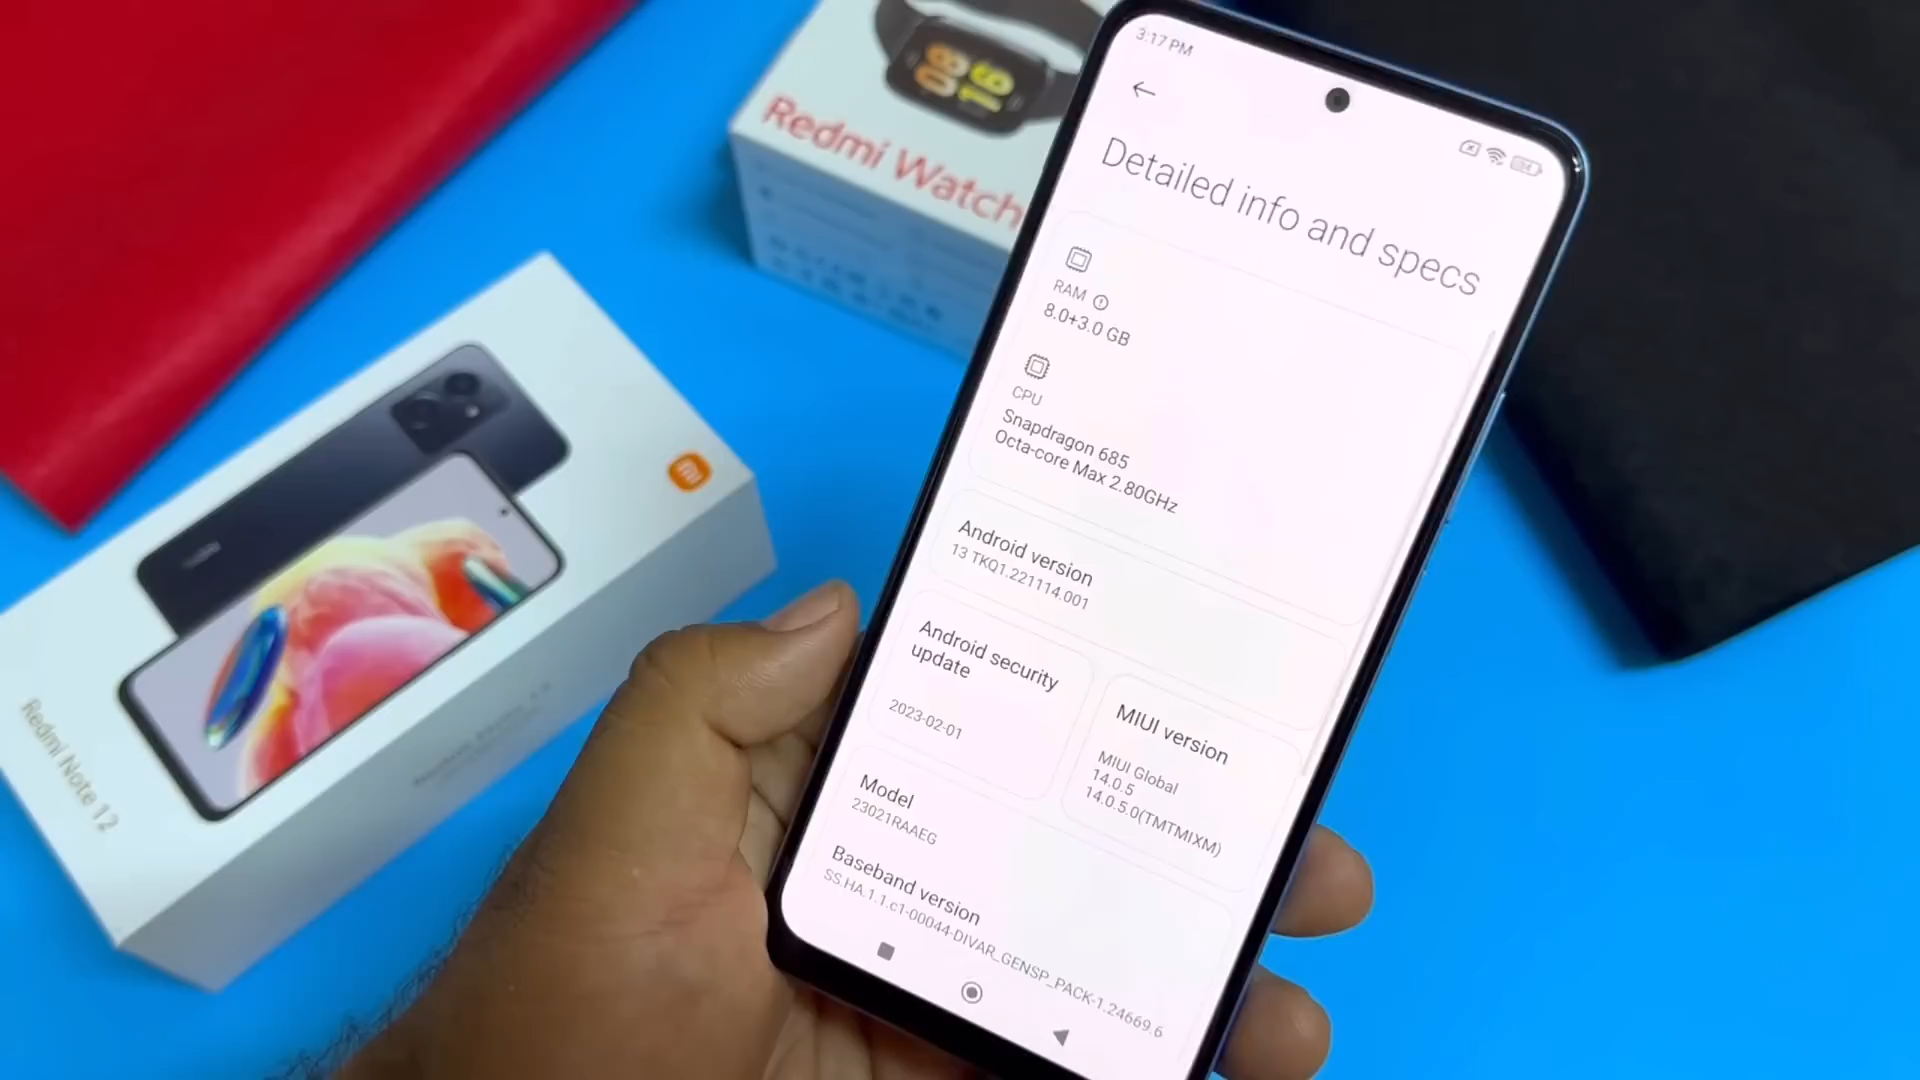 3:17 PM
Detailed info and specs
RAM
8.0+3.0 GB
CPU
Snapdragon 685
Octa-core Max 2.80GHz
Android version
13 TKQ1.221114.001
Android security
update
2023-02-01
MIUI version
MIUI Global
14.0.5
14.0.5.0(TMTMIXM)
Model
23021RAAEG
Baseband version
SS.HA.1.1.c1-00044-DIVAR_GENSP_PACK-1.24669.6
Redmi Watch
08
16
Redmi Note 12